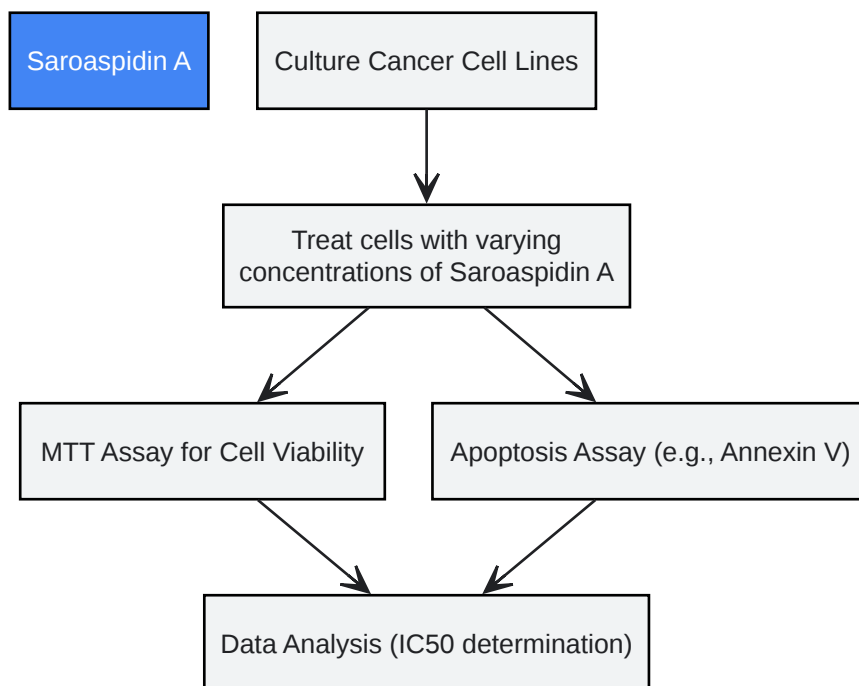 Saroaspidin A
Culture Cancer Cell Lines
Treat cells with varying
concentrations of Saroaspidin A
MTT Assay for Cell Viability
Apoptosis Assay (e.g., Annexin V)
Data Analysis (IC50 determination)